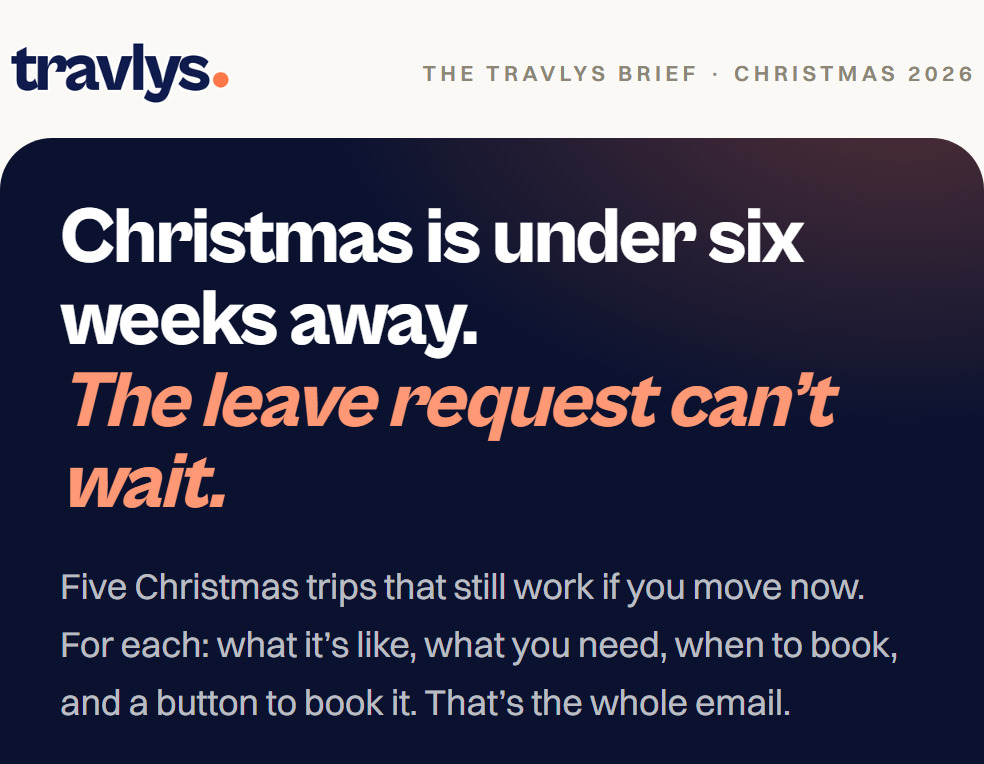 travlys.
THE TRAVLYS BRIEF · CHRISTMAS 2026
Christmas is under six
weeks away.
The leave request can’t
wait.
Five Christmas trips that still work if you move now.
For each: what it’s like, what you need, when to book,
and a button to book it. That’s the whole email.